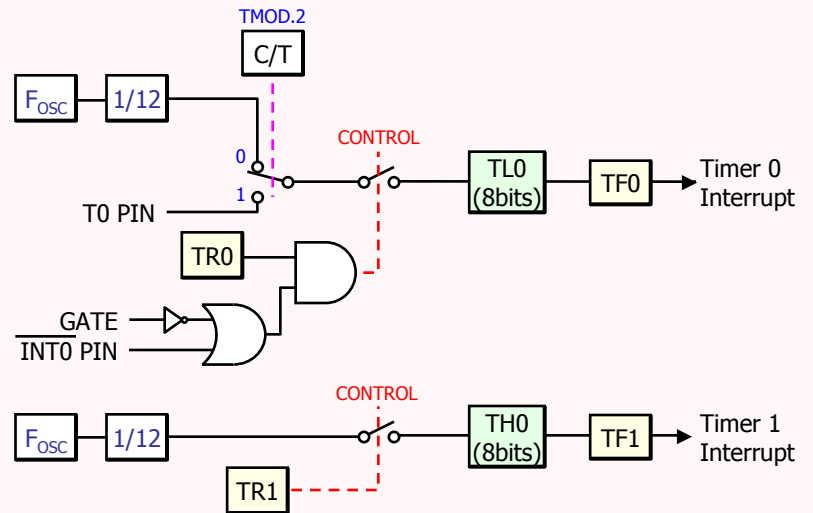 TMOD.2
C/T
FOSC
1/12
CONTROL
0
1
TL0
(8bits)
TF0
Timer 0
Interrupt
T0 PIN
TR0
GATE
INT0 PIN
CONTROL
FOSC
1/12
TH0
(8bits)
TF1
Timer 1
Interrupt
TR1